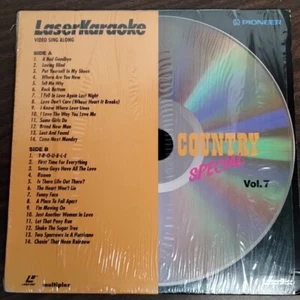 LaserKaraoke
VIDEO SING ALONG
PIONEER
SIDE A
1. A Bad Goodbye
2. Loving Blind
3. Put Yourself In My Shoes
4. Where Are You Now
5. Tell Me Why
6. Rock Bottom
7. I Fell In Love Again Last Night
8. Love Don't Care (Whose Heart It Breaks)
9. I Know Where Love Lives
10. I Love The Way You Love Me
11. Same Old Star
12. Brand New Man
13. Lost And Found
14. Come Next Monday
SIDE B
1. T-R-O-U-B-L-E
2. First Time For Everything
3. Some Guys Have All The Love
4. Rumor
5. Is There Life Out There?
6. The Heart Won't Lie
7. Funny Face
8. A Place To Fall Apart
9. I'm Moving On
10. Just Another Woman In Love
11. Let That Pony Run
12. Shake The Sugar Tree
13. Two Sparrows In A Hurricane
14. Chasin' That Neon Rainbow
COUNTRY
SPECIAL
Vol.7
multiplex